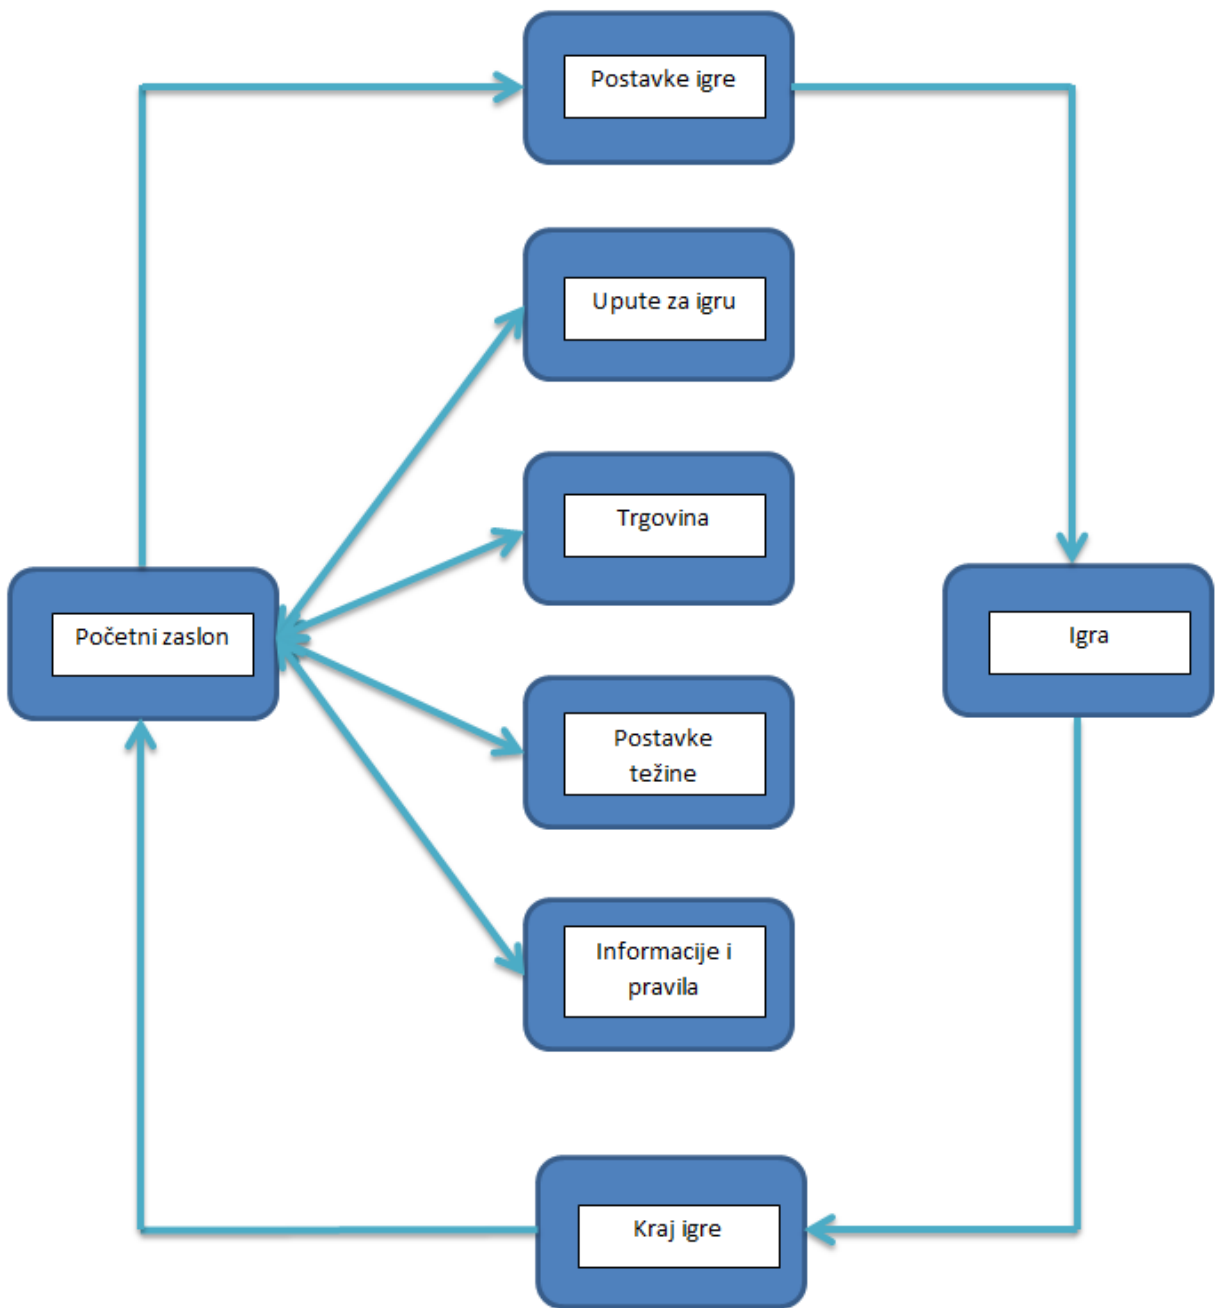 Postavke igre
Upute za igru
Trgovina
Početni zaslon
Igra
Postavke
težine
Informacije i
pravila
Kraj igre